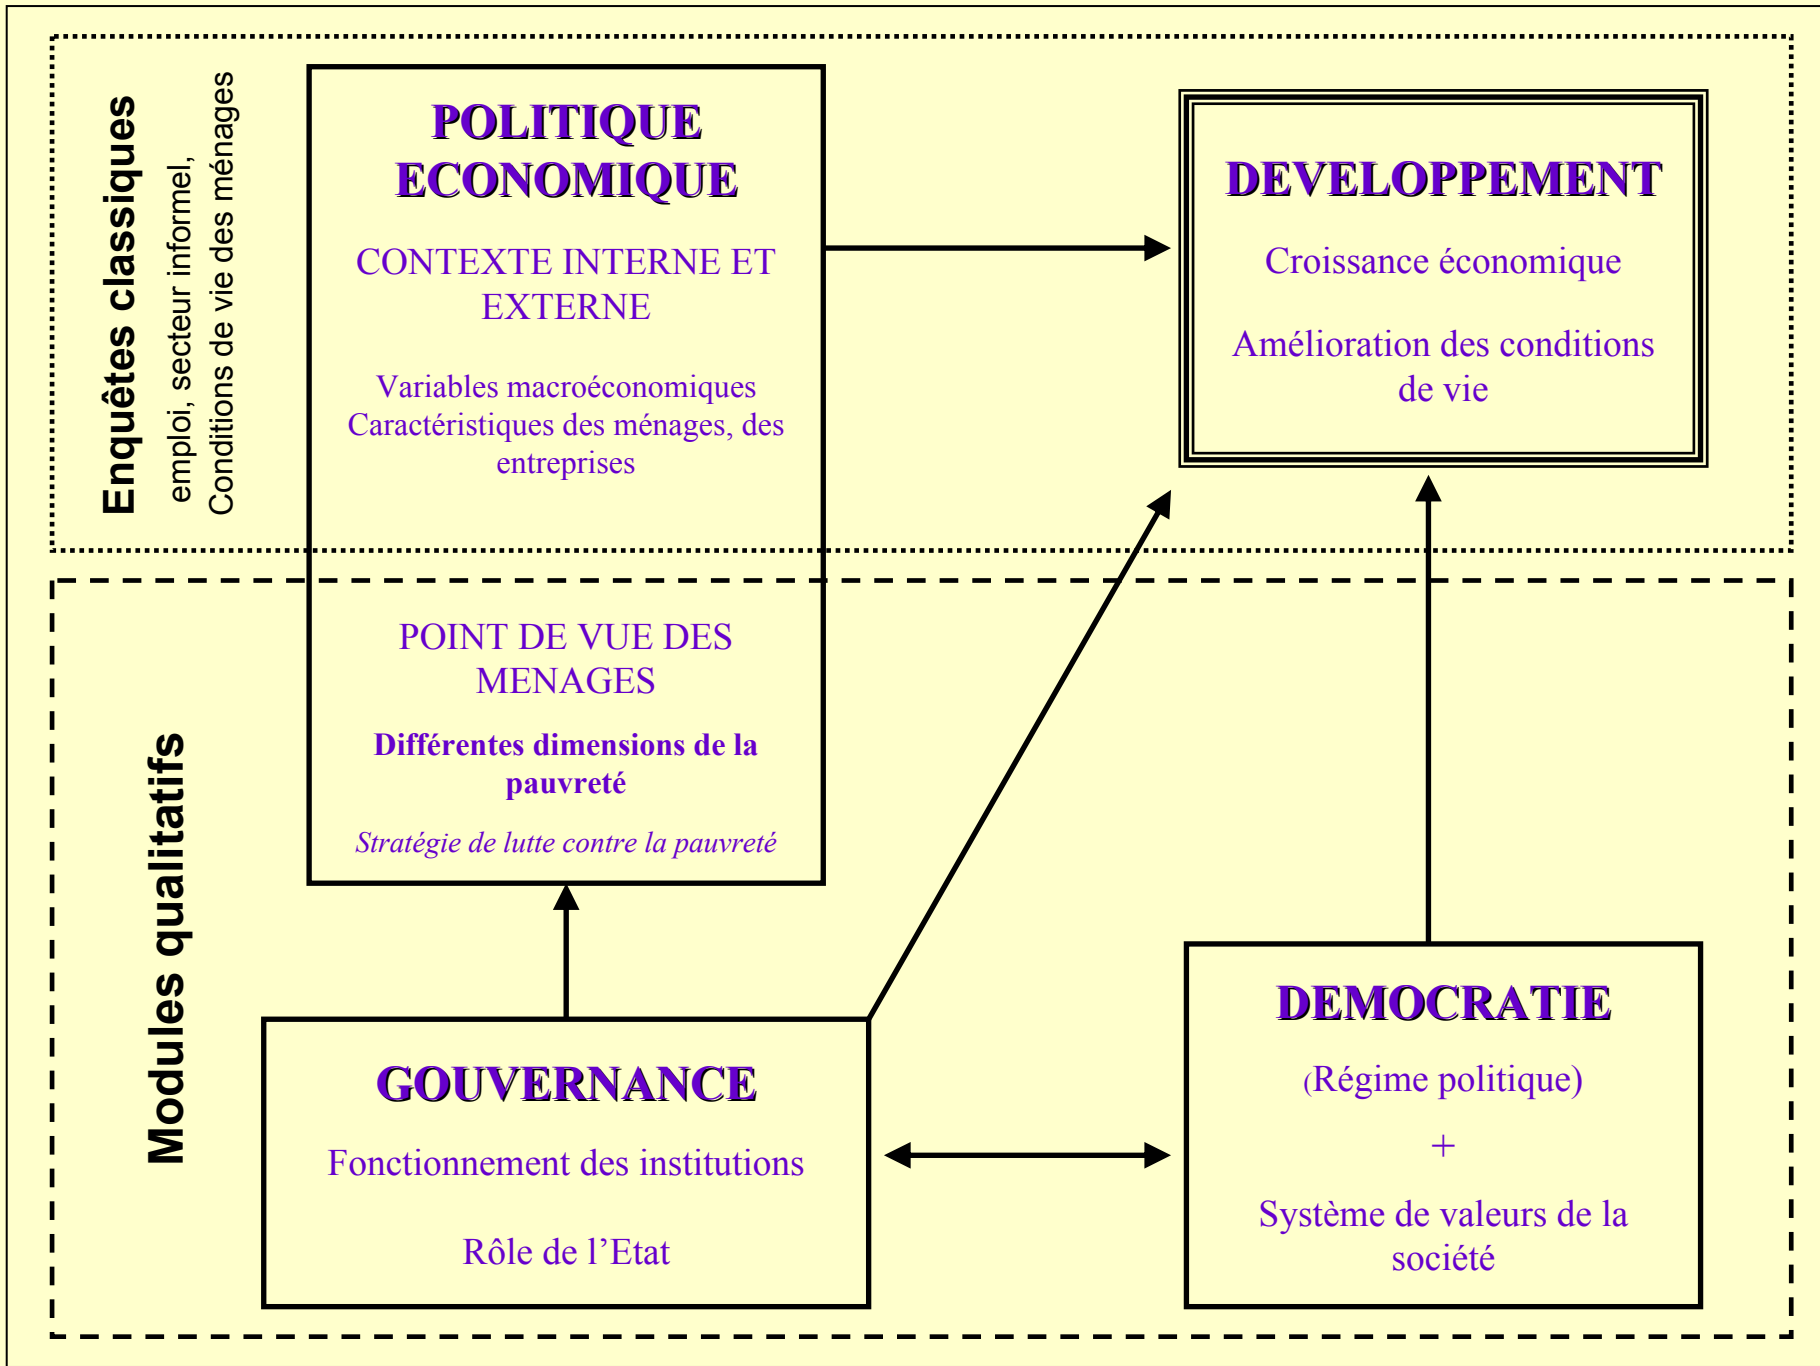 Enquêtes classiques
emploi, secteur informel,
Conditions de vie des ménages
POLITIQUE
ECONOMIQUE
CONTEXTE INTERNE ET
EXTERNE
Variables macroéconomiques
Caractéristiques des ménages, des
entreprises
DEVELOPPEMENT
Croissance économique
Amélioration des conditions
de vie
Modules qualitatifs
POINT DE VUE DES
MENAGES
Différentes dimensions de la
pauvreté
Stratégie de lutte contre la pauvreté
GOUVERNANCE
Fonctionnement des institutions
Rôle de l’Etat
DEMOCRATIE
(Régime politique)
+
Système de valeurs de la
société